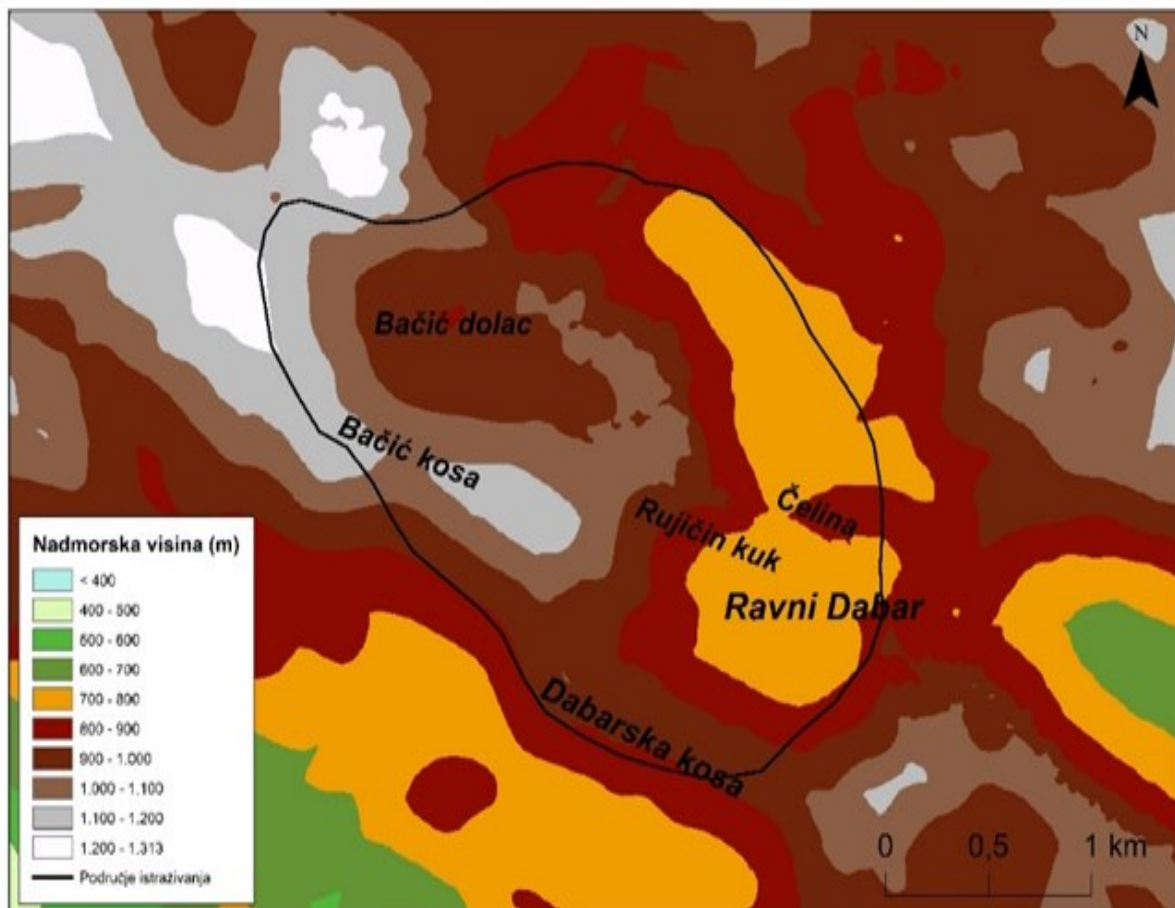 N
Bačić dolac
Bačić kosa
Čelina
Rujičin kuk
Ravni Dabar
Dabarska kosa
Nadmorska visina (m)
< 400
400 - 500
500 - 600
600 - 700
700 - 800
800 - 900
900 - 1.000
1.000 - 1.100
1.100 - 1.200
1.200 - 1.313
Područje istraživanja
0 0,5 1 km